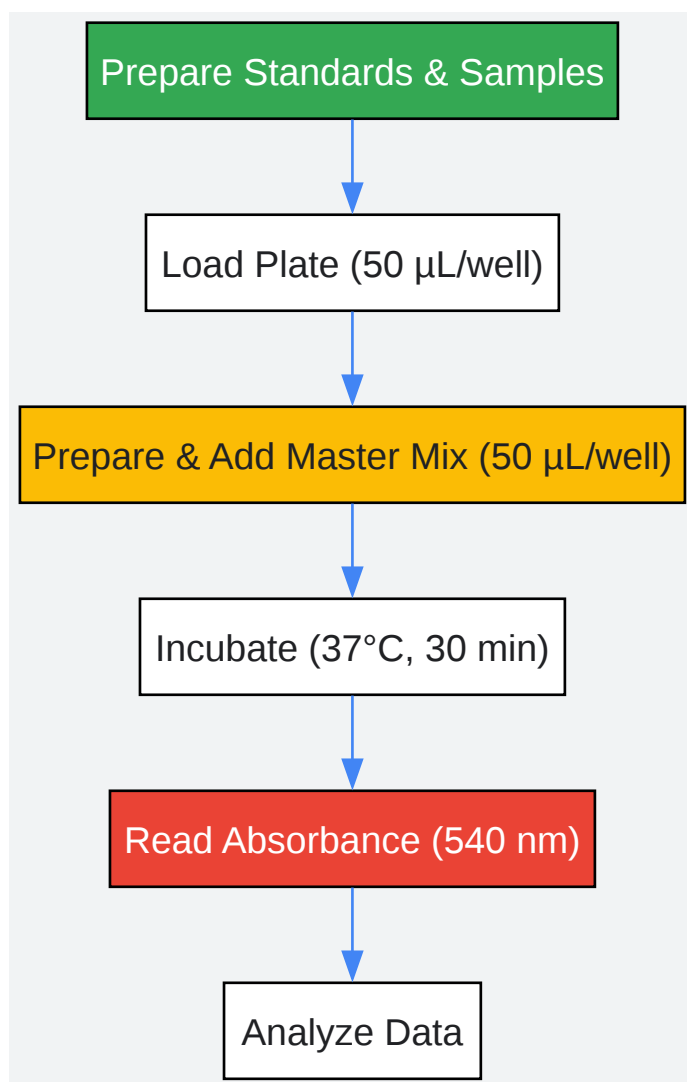 Prepare Standards & Samples
Load Plate (50 µL/well)
Prepare & Add Master Mix (50 µL/well)
Incubate (37°C, 30 min)
Read Absorbance (540 nm)
Analyze Data